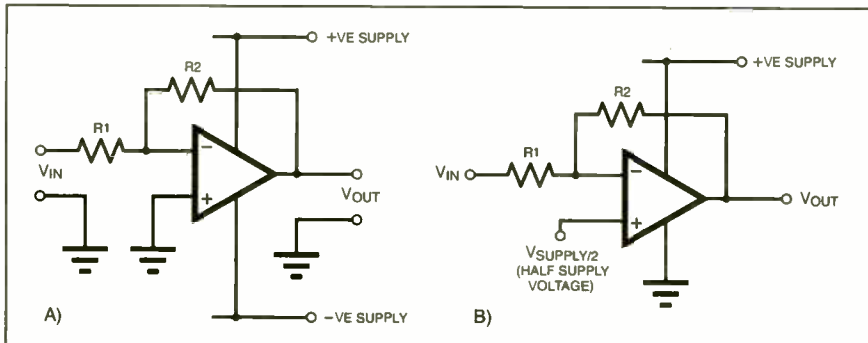 +VE SUPPLY
R2
R1
VIN
−
+
VOUT
−VE SUPPLY
A)
+VE SUPPLY
R2
R1
VIN
−
+
VOUT
VSUPPLY/2
(HALF SUPPLY
VOLTAGE)
B)